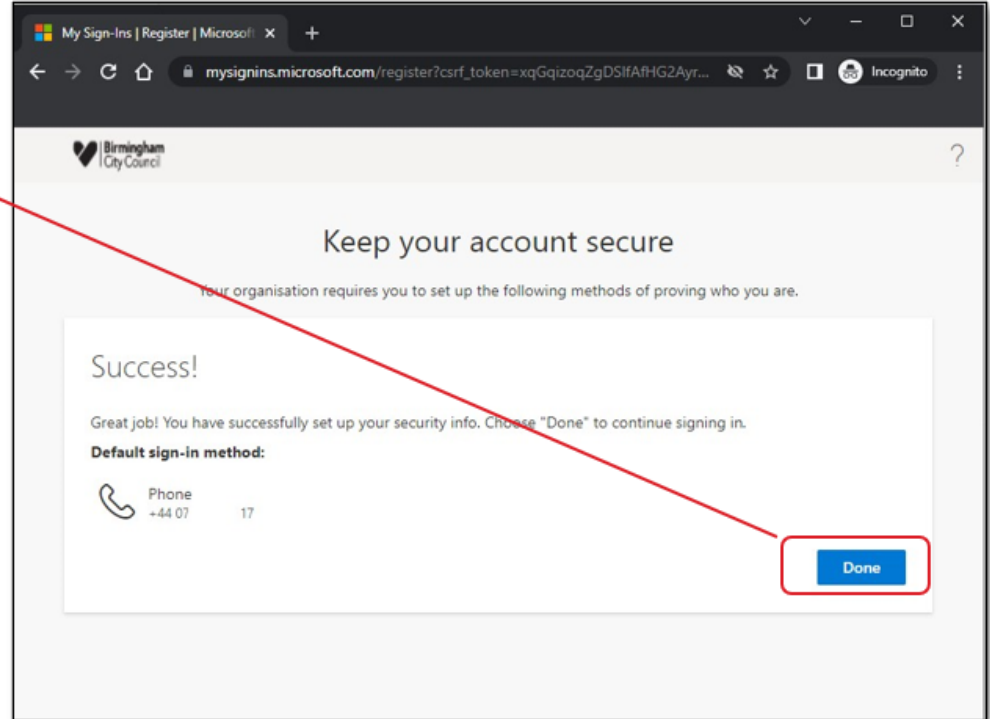 My Sign-Ins | Register | Microsoft
mysignins.microsoft.com/register?csrf_token=xqGqizoqZgDSIfAfHG2Ayr...
Incognito
Birmingham
City Council
?
Keep your account secure
Your organisation requires you to set up the following methods of proving who you are.
Success!
Great job! You have successfully set up your security info. Choose "Done" to continue signing in.
Default sign-in method:
Phone
+44 07 17
Done